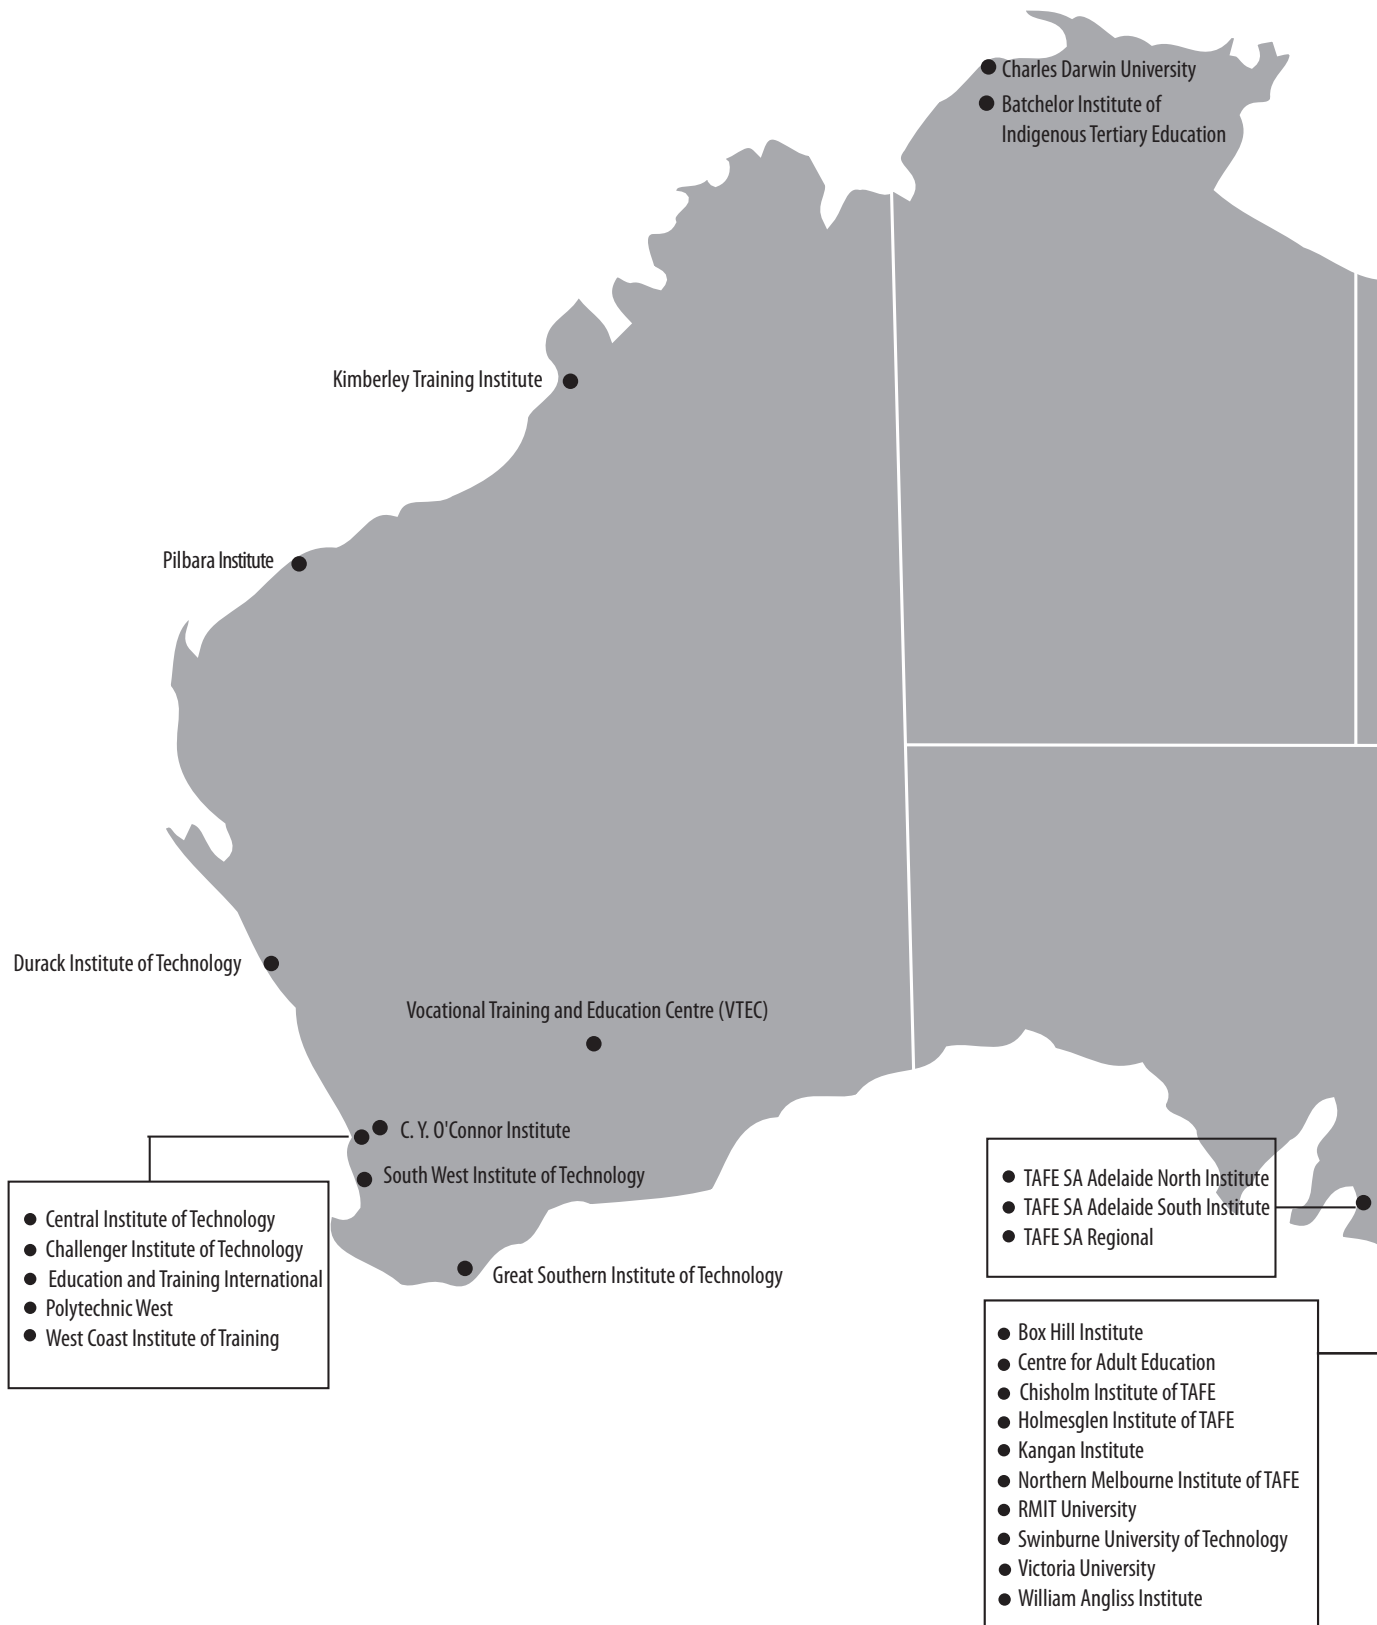 Charles Darwin University
Batchelor Institute of
Indigenous Tertiary Education
Kimberley Training Institute
Pilbara Institute
Durack Institute of Technology
Vocational Training and Education Centre (VTEC)
C. Y. O'Connor Institute
South West Institute of Technology
Central Institute of Technology
Challenger Institute of Technology
Education and Training International
Polytechnic West
West Coast Institute of Training
Great Southern Institute of Technology
TAFE SA Adelaide North Institute
TAFE SA Adelaide South Institute
TAFE SA Regional
Box Hill Institute
Centre for Adult Education
Chisholm Institute of TAFE
Holmesglen Institute of TAFE
Kangan Institute
Northern Melbourne Institute of TAFE
RMIT University
Swinburne University of Technology
Victoria University
William Angliss Institute